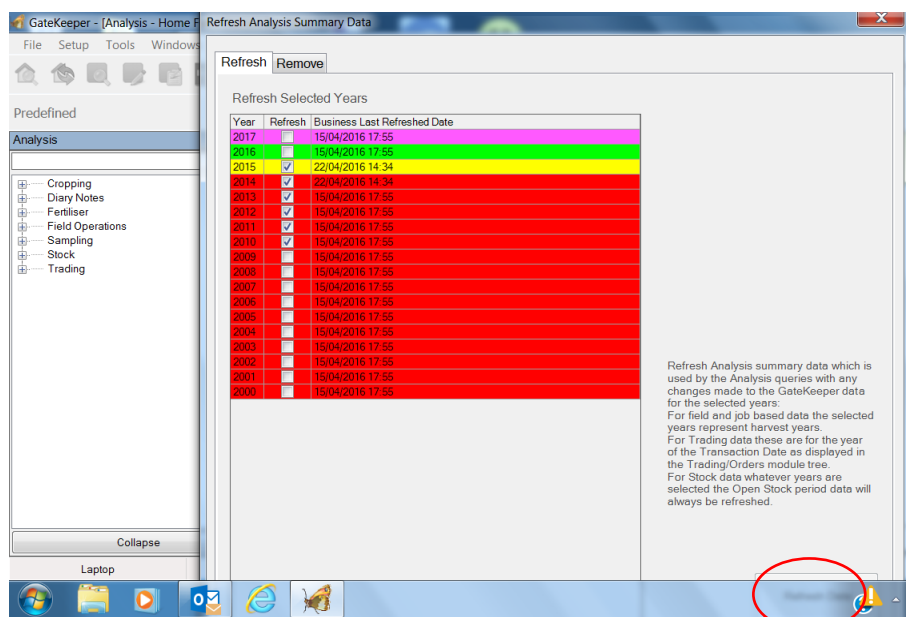 GateKeeper - [Analysis - Home P
Refresh Analysis Summary Data
File Setup Tools Windows
Refresh Remove
Predefined
Analysis
Cropping
Diary Notes
Fertiliser
Field Operations
Sampling
Stock
Trading
Collapse
Laptop
Refresh Selected Years
Year Refresh Business Last Refreshed Date
2017 15/04/2016 17:55
2016 15/04/2016 17:55
2015 22/04/2016 14:34
2014 22/04/2016 14:34
2013 15/04/2016 17:55
2012 15/04/2016 17:55
2011 15/04/2016 17:55
2010 15/04/2016 17:55
2009 15/04/2016 17:55
2008 15/04/2016 17:55
2007 15/04/2016 17:55
2006 15/04/2016 17:55
2005 15/04/2016 17:55
2004 15/04/2016 17:55
2003 15/04/2016 17:55
2002 15/04/2016 17:55
2001 15/04/2016 17:55
2000 15/04/2016 17:55
Refresh Analysis summary data which is
used by the Analysis queries with any
changes made to the GateKeeper data
for the selected years:
For field and job based data the selected
years represent harvest years.
For Trading data these are for the year
of the Transaction Date as displayed in
the Trading/Orders module tree.
For Stock data whatever years are
selected the Open Stock period data will
always be refreshed.